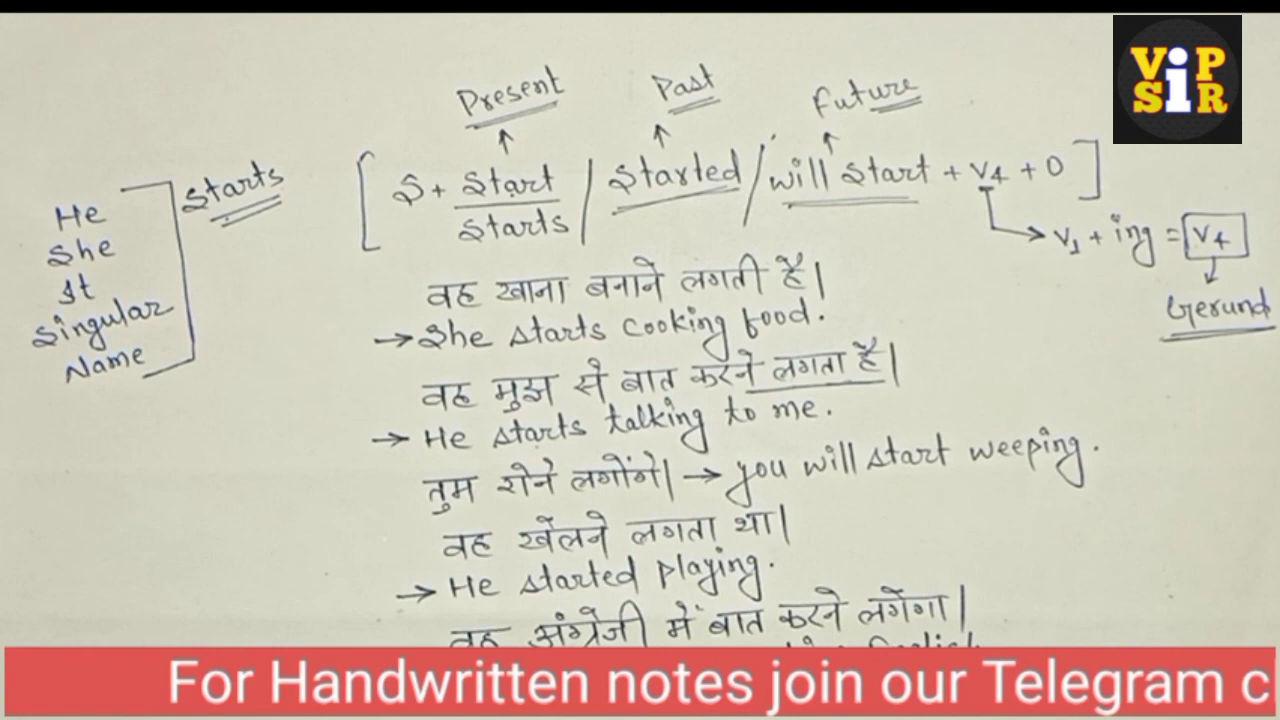 ViP
SiR
Present Past Future
↑ ↑ ↑
[ S + Start / Started / will start + V4 + O ]
Starts
→ V1 + ing = V4
↓
Gerund
He
She
It
Singular
Name
Starts
वह खाना बनाने लगती है|
→ She starts cooking food.
वह मुझ से बात करने लगता है|
→ He starts talking to me.
तुम रोने लगोंगे| → you will start weeping.
वह खेंलने लगता था|
→ He started playing.
वह अंग्रेजी में बात करने लगेंगा|
For Handwritten notes join our Telegram c